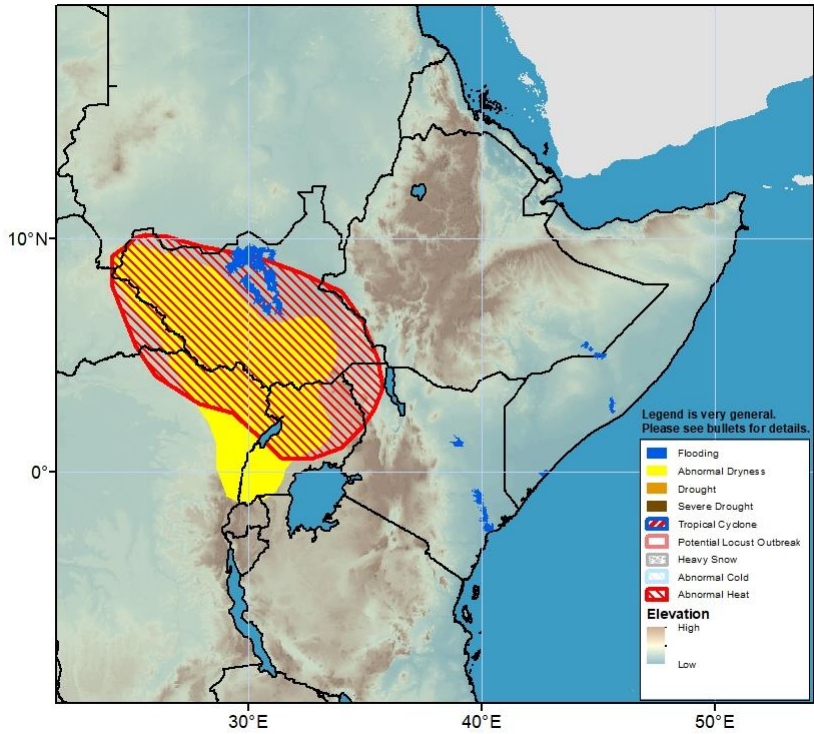 10°N
0°
Legend is very general.
Please see bullets for details.
Flooding
Abnormal Dryness
Drought
Severe Drought
Tropical Cyclone
Potential Locust Outbreak
Heavy Snow
Abnormal Cold
Abnormal Heat
Elevation
High
Low
30°E
40°E
50°E